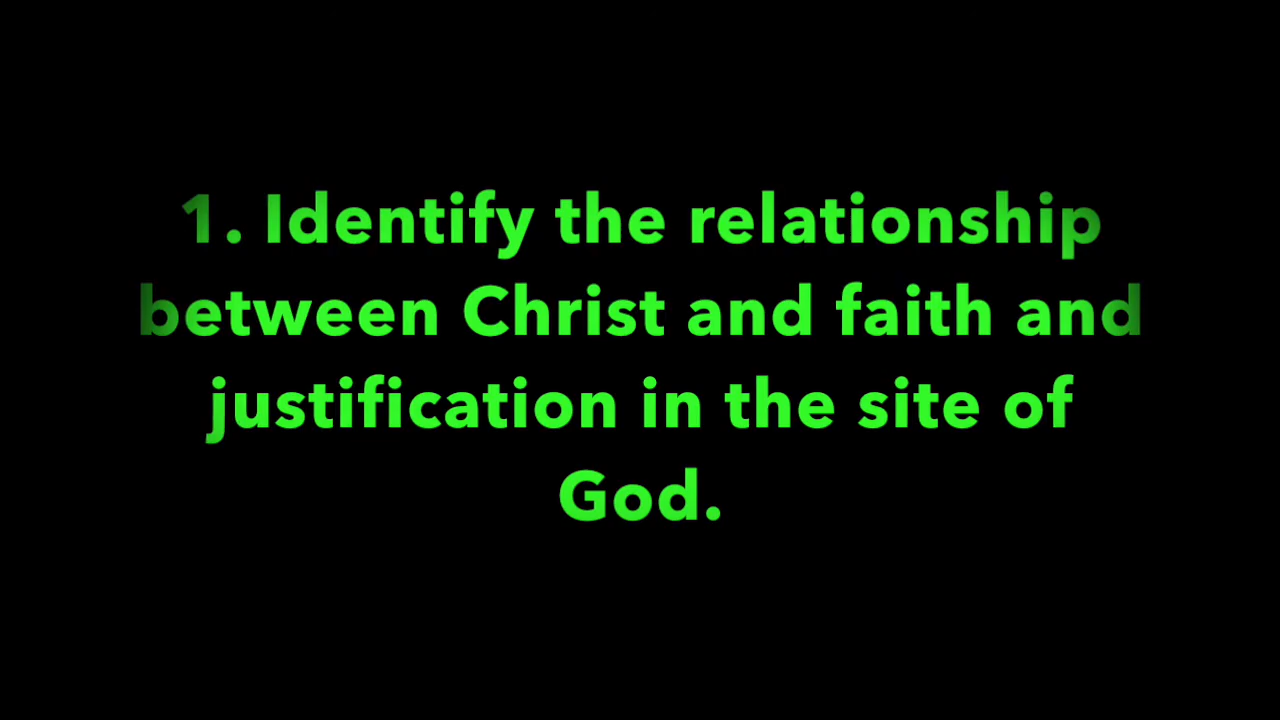 1. Identify the relationship
between Christ and faith and
justification in the site of
God.